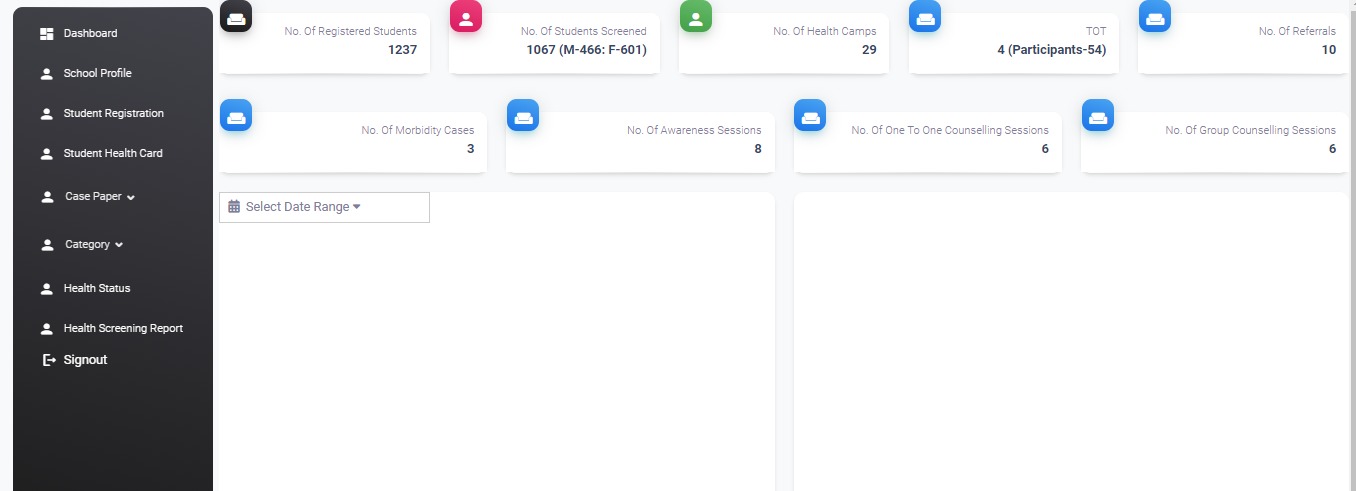 Dashboard
School Profile
Student Registration
Student Health Card
Case Paper
Category
Health Status
Health Screening Report
Signout
No. Of Registered Students
1237
No. Of Students Screened
1067 (M-466: F-601)
No. Of Health Camps
29
TOT
4 (Participants-54)
No. Of Referrals
10
No. Of Morbidity Cases
3
No. Of Awareness Sessions
8
No. Of One To One Counselling Sessions
6
No. Of Group Counselling Sessions
6
Select Date Range